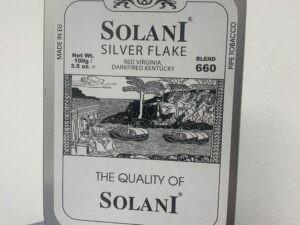 SOLANI®
SILVER FLAKE
RED VIRGINIA,
DARKFIRED-KENTUCKY
MADE IN EU
Net Wt.
100g /
3.5 oz. e
BLEND
660
PIPE TOBACCO
THE QUALITY OF
SOLANI®